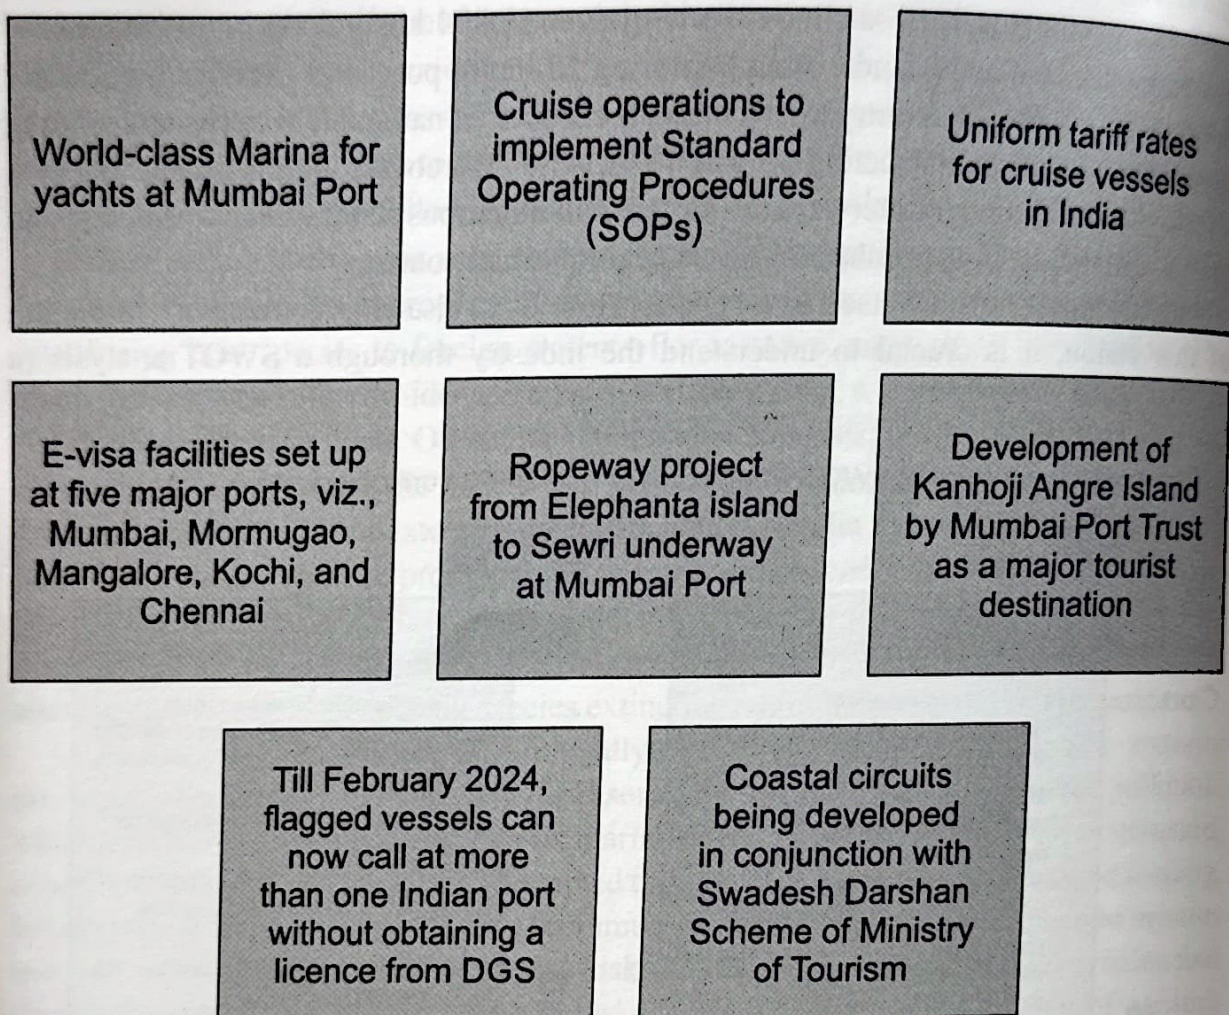 World-class Marina for
yachts at Mumbai Port
Cruise operations to
implement Standard
Operating Procedures
(SOPs)
Uniform tariff rates
for cruise vessels
in India
E-visa facilities set up
at five major ports, viz.,
Mumbai, Mormugao,
Mangalore, Kochi, and
Chennai
Ropeway project
from Elephanta island
to Sewri underway
at Mumbai Port
Development of
Kanhoji Angre Island
by Mumbai Port Trust
as a major tourist
destination
Till February 2024,
flagged vessels can
now call at more
than one Indian port
without obtaining a
licence from DGS
Coastal circuits
being developed
in conjunction with
Swadesh Darshan
Scheme of Ministry
of Tourism